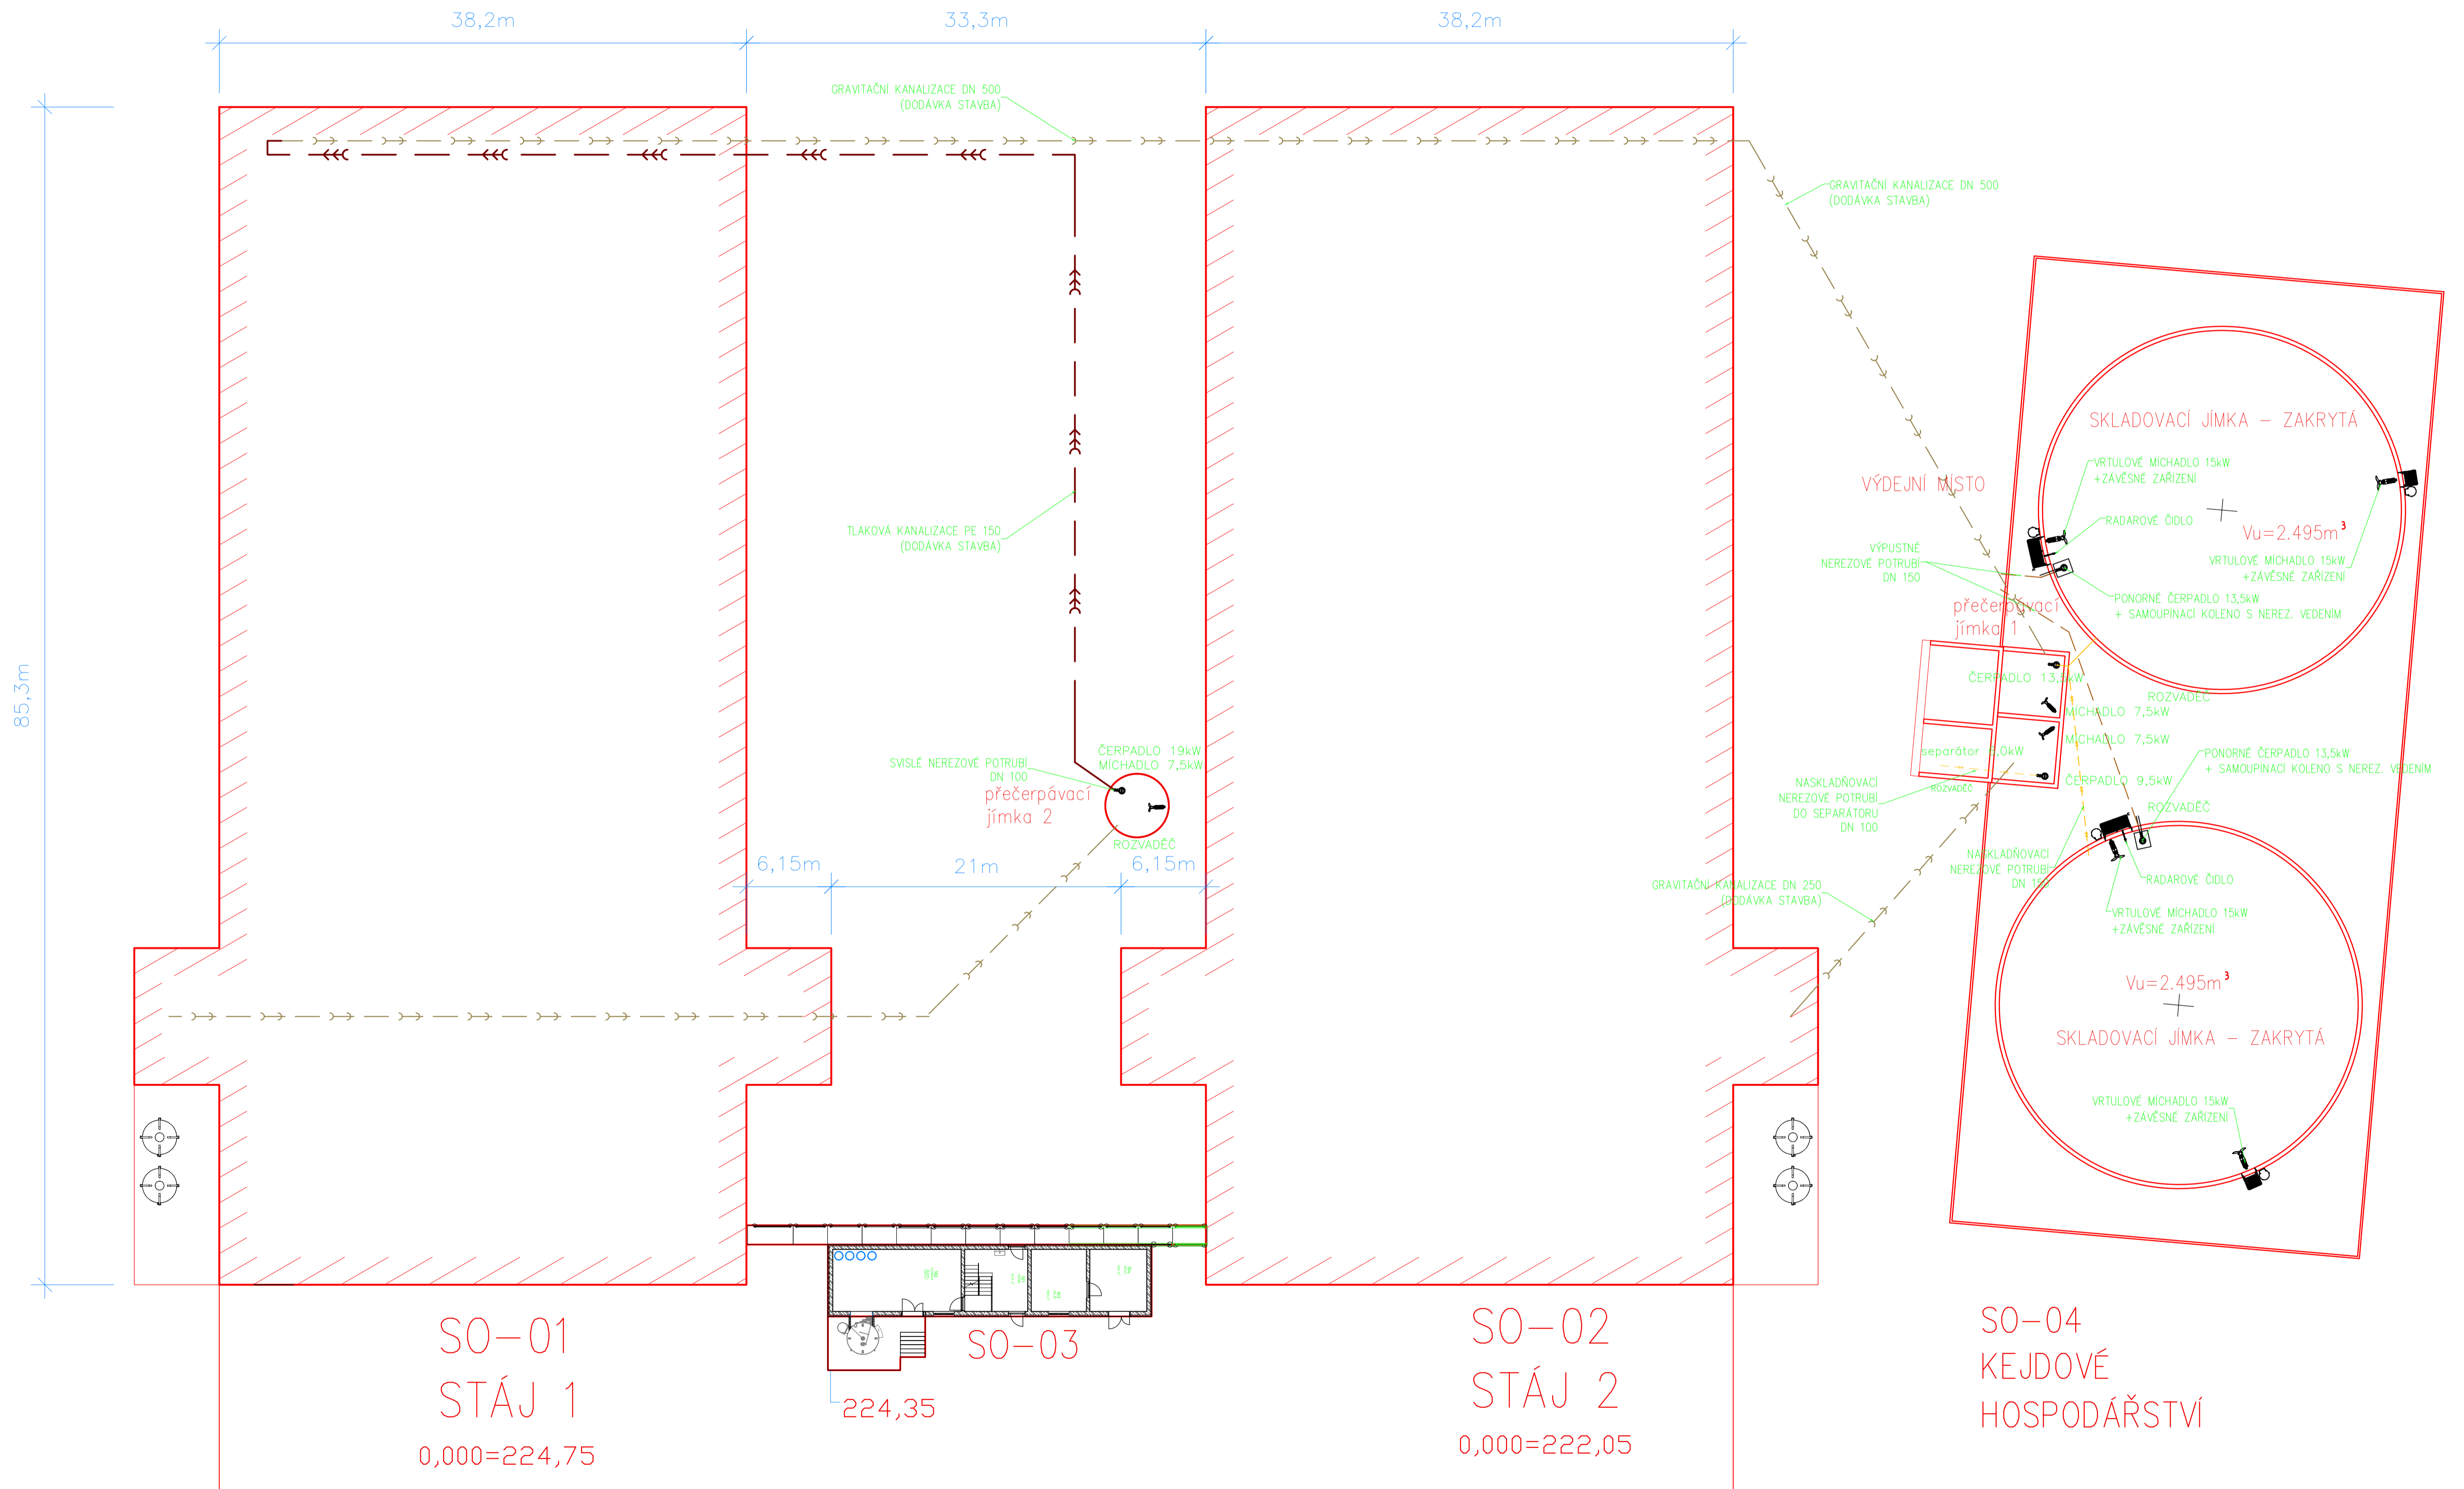 38,2m
33,3m
38,2m
GRAVITAČNÍ KANALIZACE DN 500
(DODÁVKA STAVBA)
GRAVITAČNÍ KANALIZACE DN 500
(DODÁVKA STAVBA)
SKLADOVACÍ JÍMKA – ZAKRYTÁ
VRTULOVÉ MÍCHADLO 15kW
+ZÁVĚSNÉ ZAŘÍZENÍ
VÝDEJNÍ MÍSTO
RADAROVÉ ČIDLO
Vu=2.495m³
TLAKOVÁ KANALIZACE PE 150
(DODÁVKA STAVBA)
VÝPUSTNÉ
NEREZOVÉ POTRUBÍ
DN 150
VRTULOVÉ MÍCHADLO 15kW
+ZÁVĚSNÉ ZAŘÍZENÍ
PONORNÉ ČERPADLO 13,5kW
+ SAMOUPÍNACÍ KOLENO S NEREZ. VEDENÍM
přečerpávací
jímka 1
85,3m
ČERPADLO 13,5kW
ROZVADĚČ
MÍCHADLO 7,5kW
MÍCHADLO 7,5kW
separátor 5,0kW
ČERPADLO 19kW
MÍCHADLO 7,5kW
SVISLÉ NEREZOVÉ POTRUBÍ
DN 100
přečerpávací
jímka 2
ROZVADĚČ
PONORNÉ ČERPADLO 13,5kW
+ SAMOUPÍNACÍ KOLENO S NEREZ. VEDENÍM
ČERPADLO 9,5kW
ROZVADĚČ
NASKLADŇOVACÍ
NEREZOVÉ POTRUBÍ
DO SEPARÁTORU
DN 100
ROZVADĚČ
6,15m
21m
6,15m
NASKLADŇOVACÍ
NEREZOVÉ POTRUBÍ
DN 150
GRAVITAČNÍ KANALIZACE DN 250
(DODÁVKA STAVBA)
RADAROVÉ ČIDLO
VRTULOVÉ MÍCHADLO 15kW
+ZÁVĚSNÉ ZAŘÍZENÍ
Vu=2.495m³
SKLADOVACÍ JÍMKA – ZAKRYTÁ
VRTULOVÉ MÍCHADLO 15kW
+ZÁVĚSNÉ ZAŘÍZENÍ
SO–01
STÁJ 1
0,000=224,75
SO–03
224,35
SO–02
STÁJ 2
0,000=222,05
SO–04
KEJDOVÉ
HOSPODÁŘSTVÍ